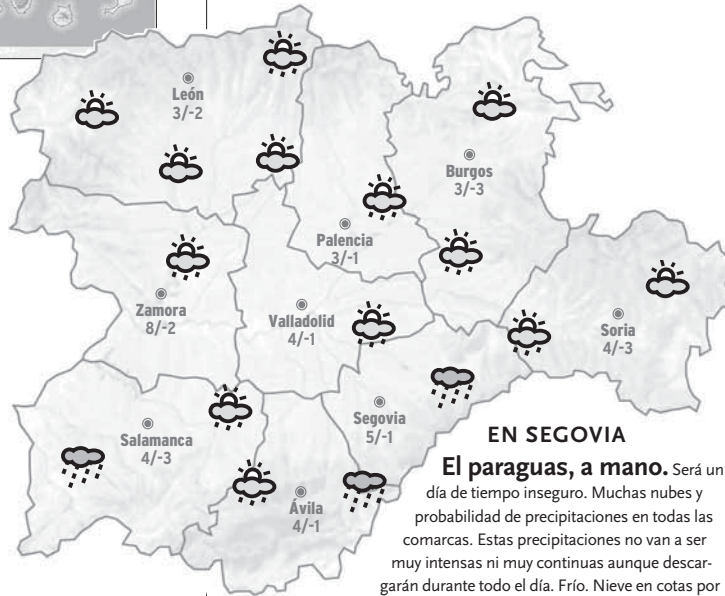 León
3/-2
Burgos
3/-3
Palencia
3/-1
Zamora
8/-2
Valladolid
4/-1
Soria
4/-3
Segovia
5/-1
Salamanca
4/-3
Ávila
4/-1
EN SEGOVIA
El paraguas, a mano. Será un
día de tiempo inseguro. Muchas nubes y
probabilidad de precipitaciones en todas las
comarcas. Estas precipitaciones no van a ser
muy intensas ni muy continuas aunque descar-
garán durante todo el día. Frío. Nieve en cotas por